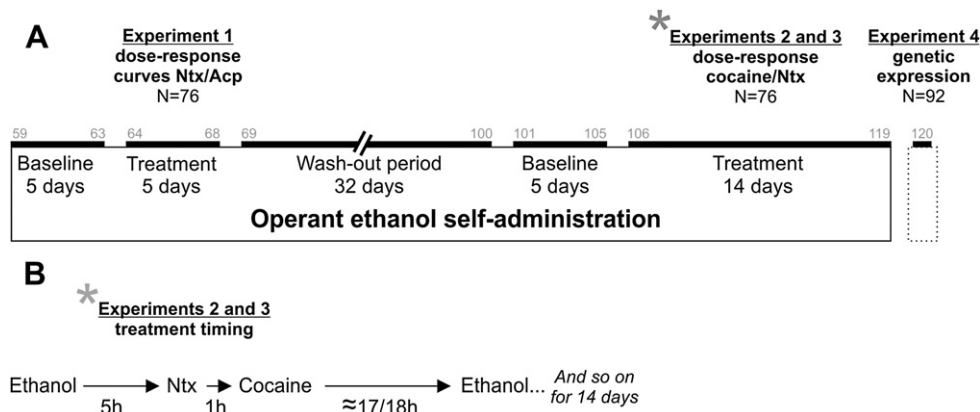 A
Experiment 1
dose-response
curves Ntx/Acp
N=76
* Experiments 2 and 3
dose-response
cocaine/Ntx
N=76
Experiment 4
genetic
expression
N=92
59 63 64 68 69 100 101 105 106 119 120
Baseline Treatment Wash-out period Baseline Treatment
5 days 5 days 32 days 5 days 14 days
Operant ethanol self-administration
B
* Experiments 2 and 3
treatment timing
Ethanol Ntx Cocaine Ethanol... And so on
5h 1h ≈17/18h for 14 days